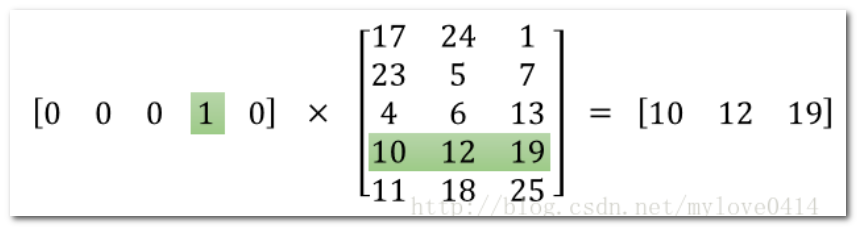 17 24 1
23 5 7
[0 0 0 1 0] × 4 6 13 = [10 12 19]
10 12 19
11 18 25
http://blog.csdn.net/mylove0414